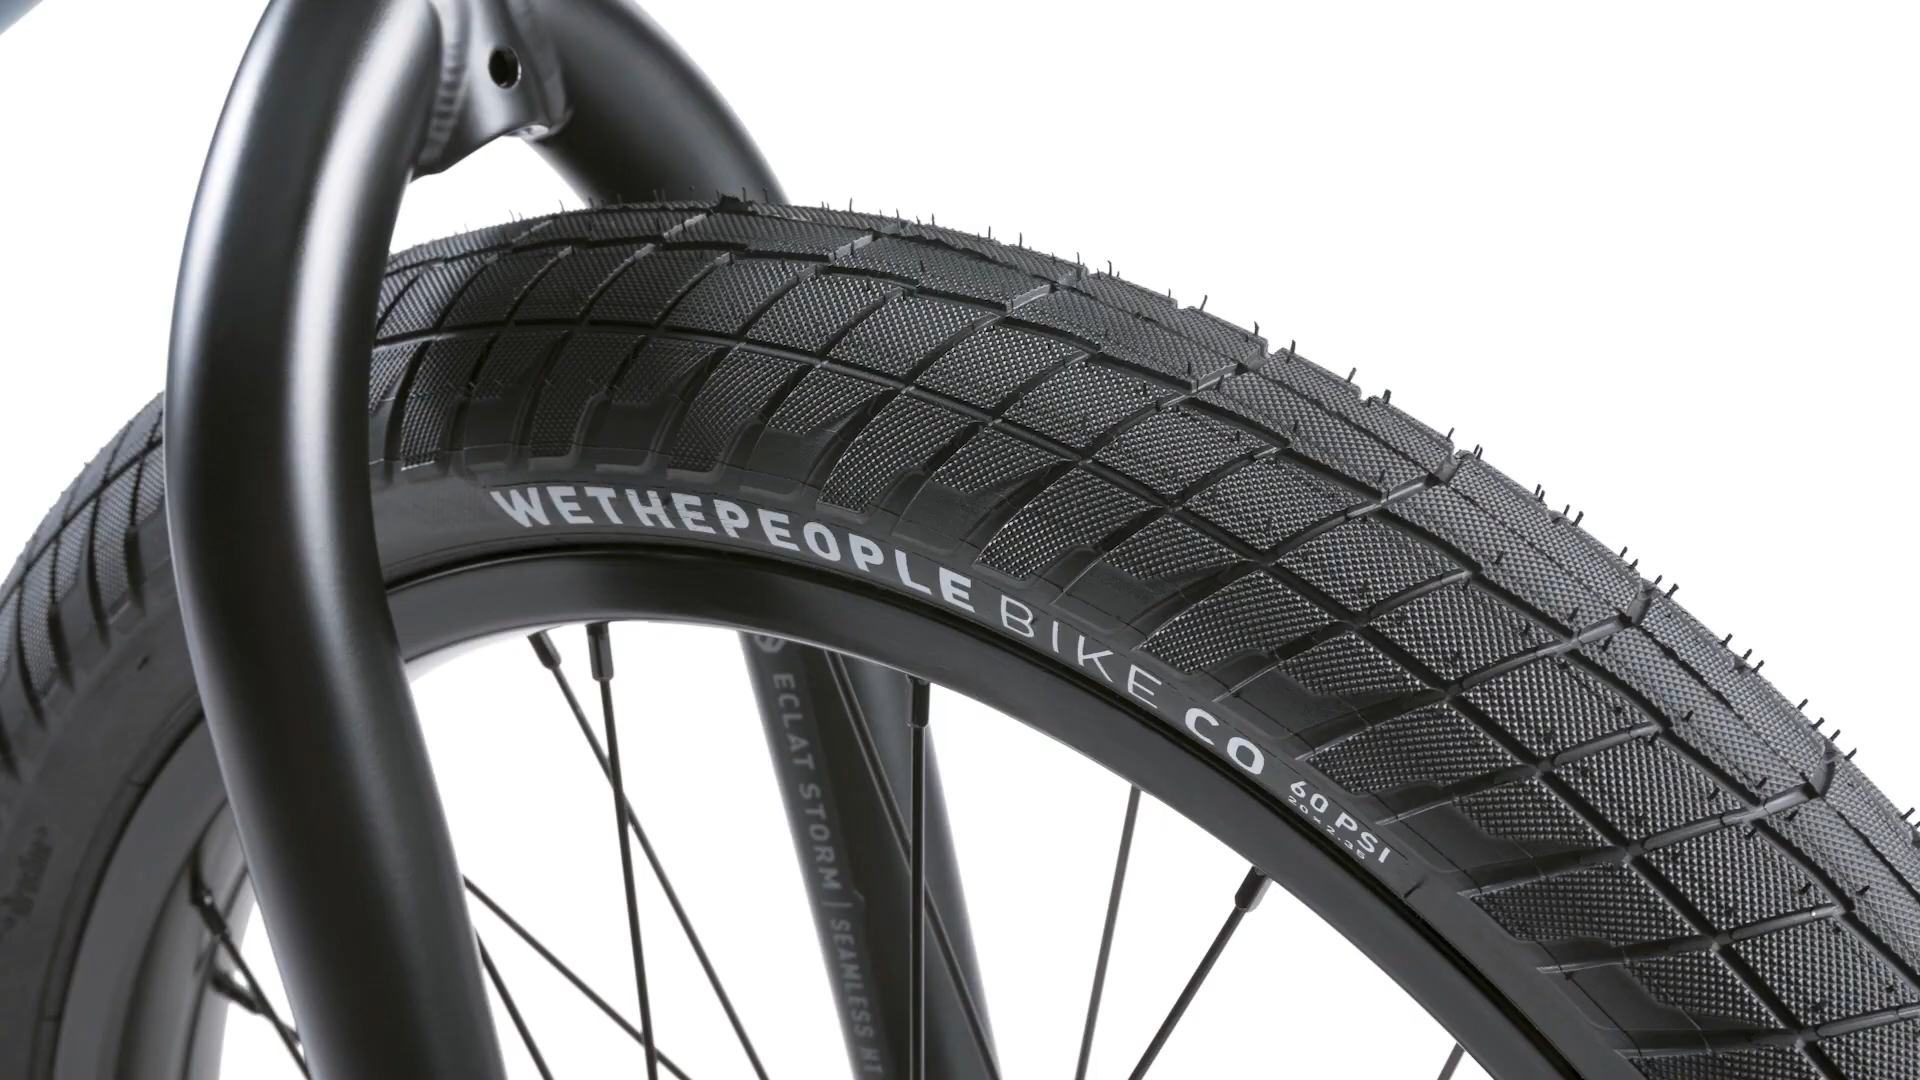 WETHEPEOPLE BIKE CO
60 PSI
20 x 2.35
ECLAT STORM | SEAMLESS